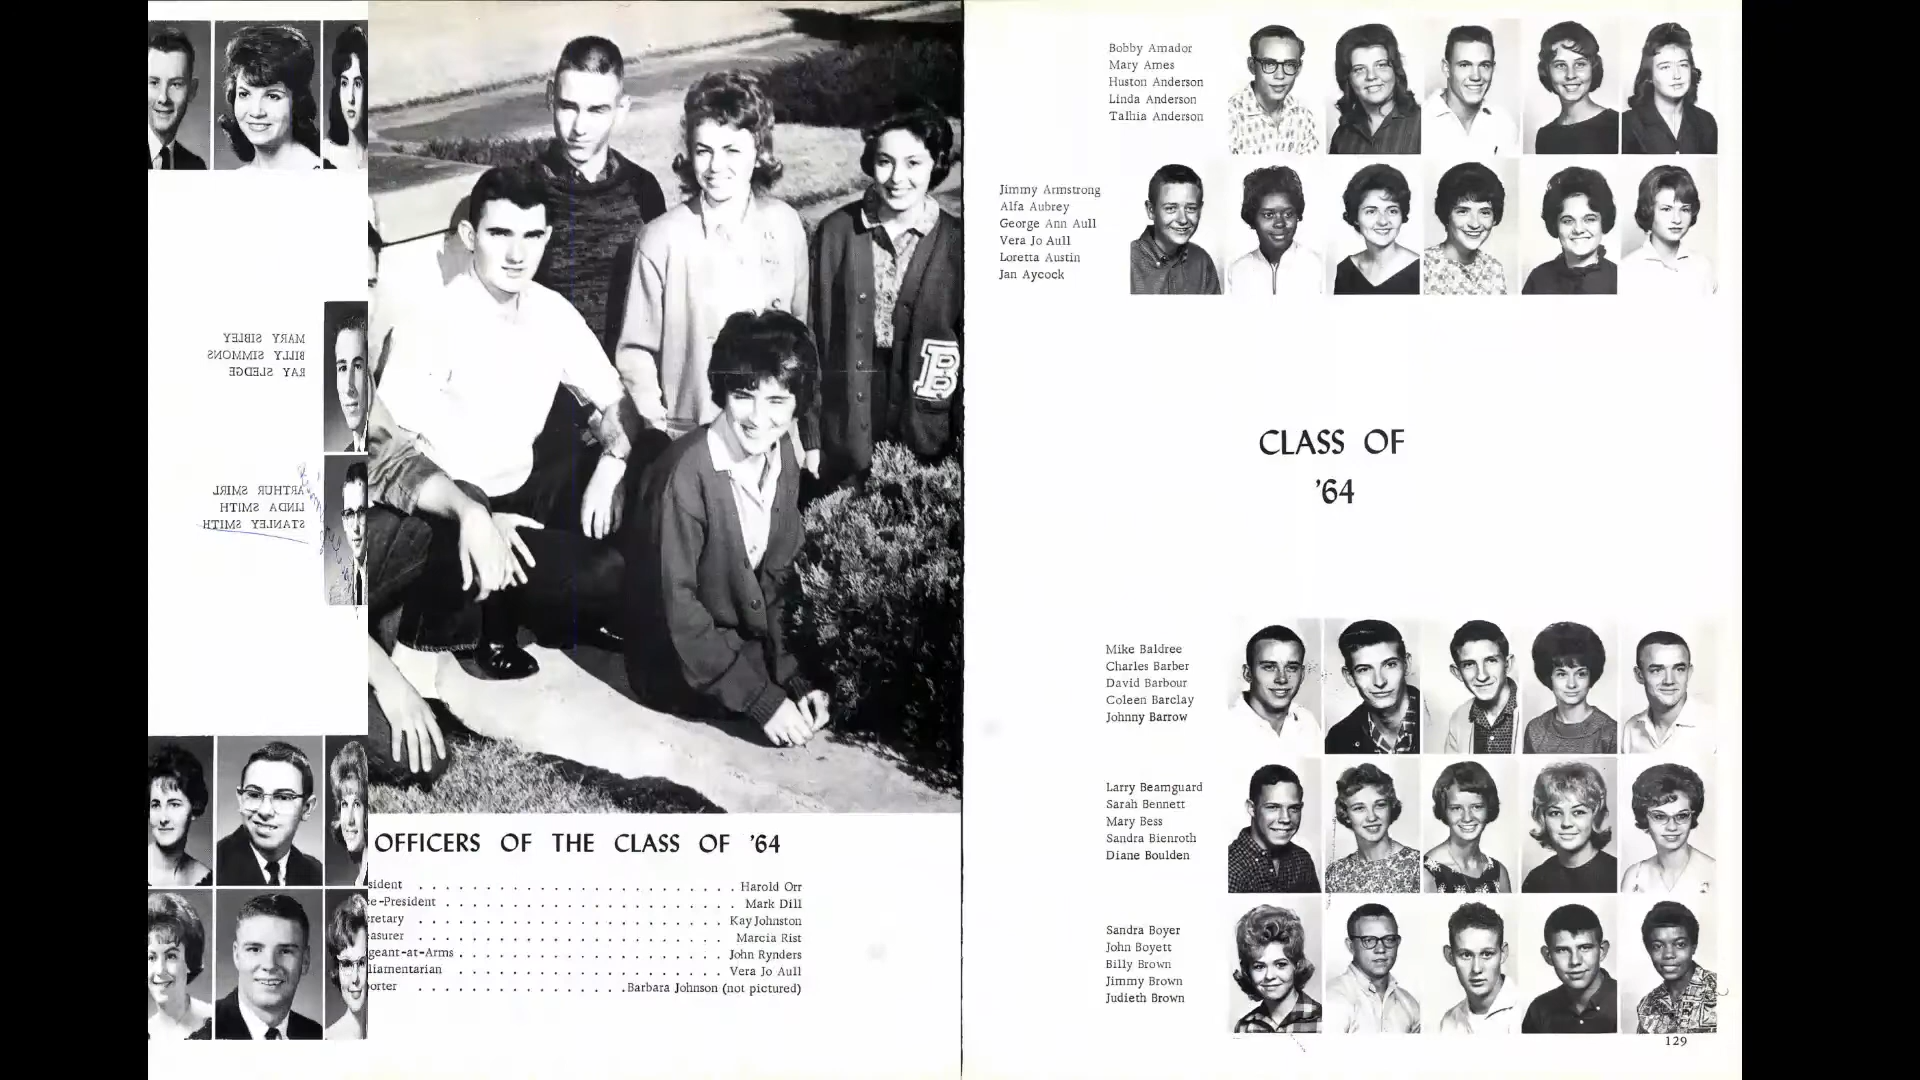 MARY SIBLEY
BILLY SIMMONS
RAY SLEDGE
ARTHUR SMIRL
LINDA SMITH
STANLEY SMITH
B
OFFICERS OF THE CLASS OF '64
sident . . . . . . . . . . . . . . . . . . . . . . . . Harold Orr
ce-President . . . . . . . . . . . . . . . . . . . . . . Mark Dill
retary . . . . . . . . . . . . . . . . . . . . . . . Kay Johnston
asurer . . . . . . . . . . . . . . . . . . . . . . . Marcia Rist
geant-at-Arms . . . . . . . . . . . . . . . . . . . . John Rynders
liamentarian . . . . . . . . . . . . . . . . . . . . Vera Jo Aull
orter . . . . . . . . . . . . . . . . Barbara Johnson (not pictured)
Bobby Amador
Mary Ames
Huston Anderson
Linda Anderson
Talhia Anderson
Jimmy Armstrong
Alfa Aubrey
George Ann Aull
Vera Jo Aull
Loretta Austin
Jan Aycock
CLASS OF
'64
Mike Baldree
Charles Barber
David Barbour
Coleen Barclay
Johnny Barrow
Larry Beamguard
Sarah Bennett
Mary Bess
Sandra Bienroth
Diane Boulden
Sandra Boyer
John Boyett
Billy Brown
Jimmy Brown
Judieth Brown
129